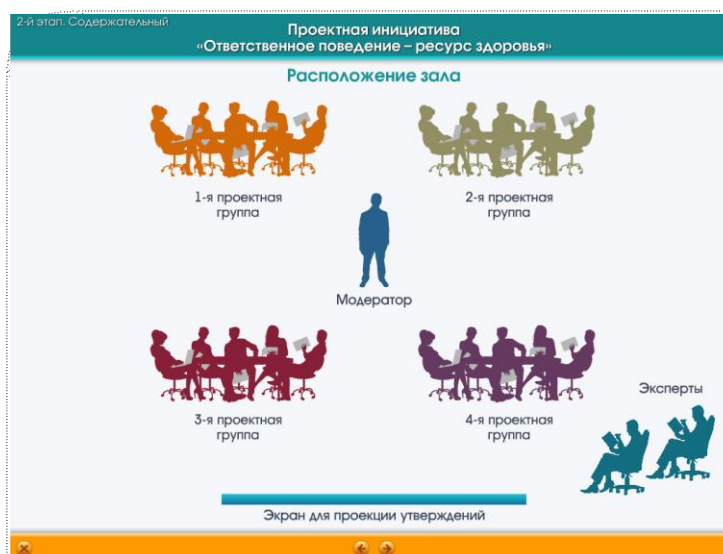 2-й этап. Содержательный
Проектная инициатива
«Ответственное поведение – ресурс здоровья»
Расположение зала
1-я проектная
группа
2-я проектная
группа
Модератор
3-я проектная
группа
4-я проектная
группа
Эксперты
Экран для проекции утверждений